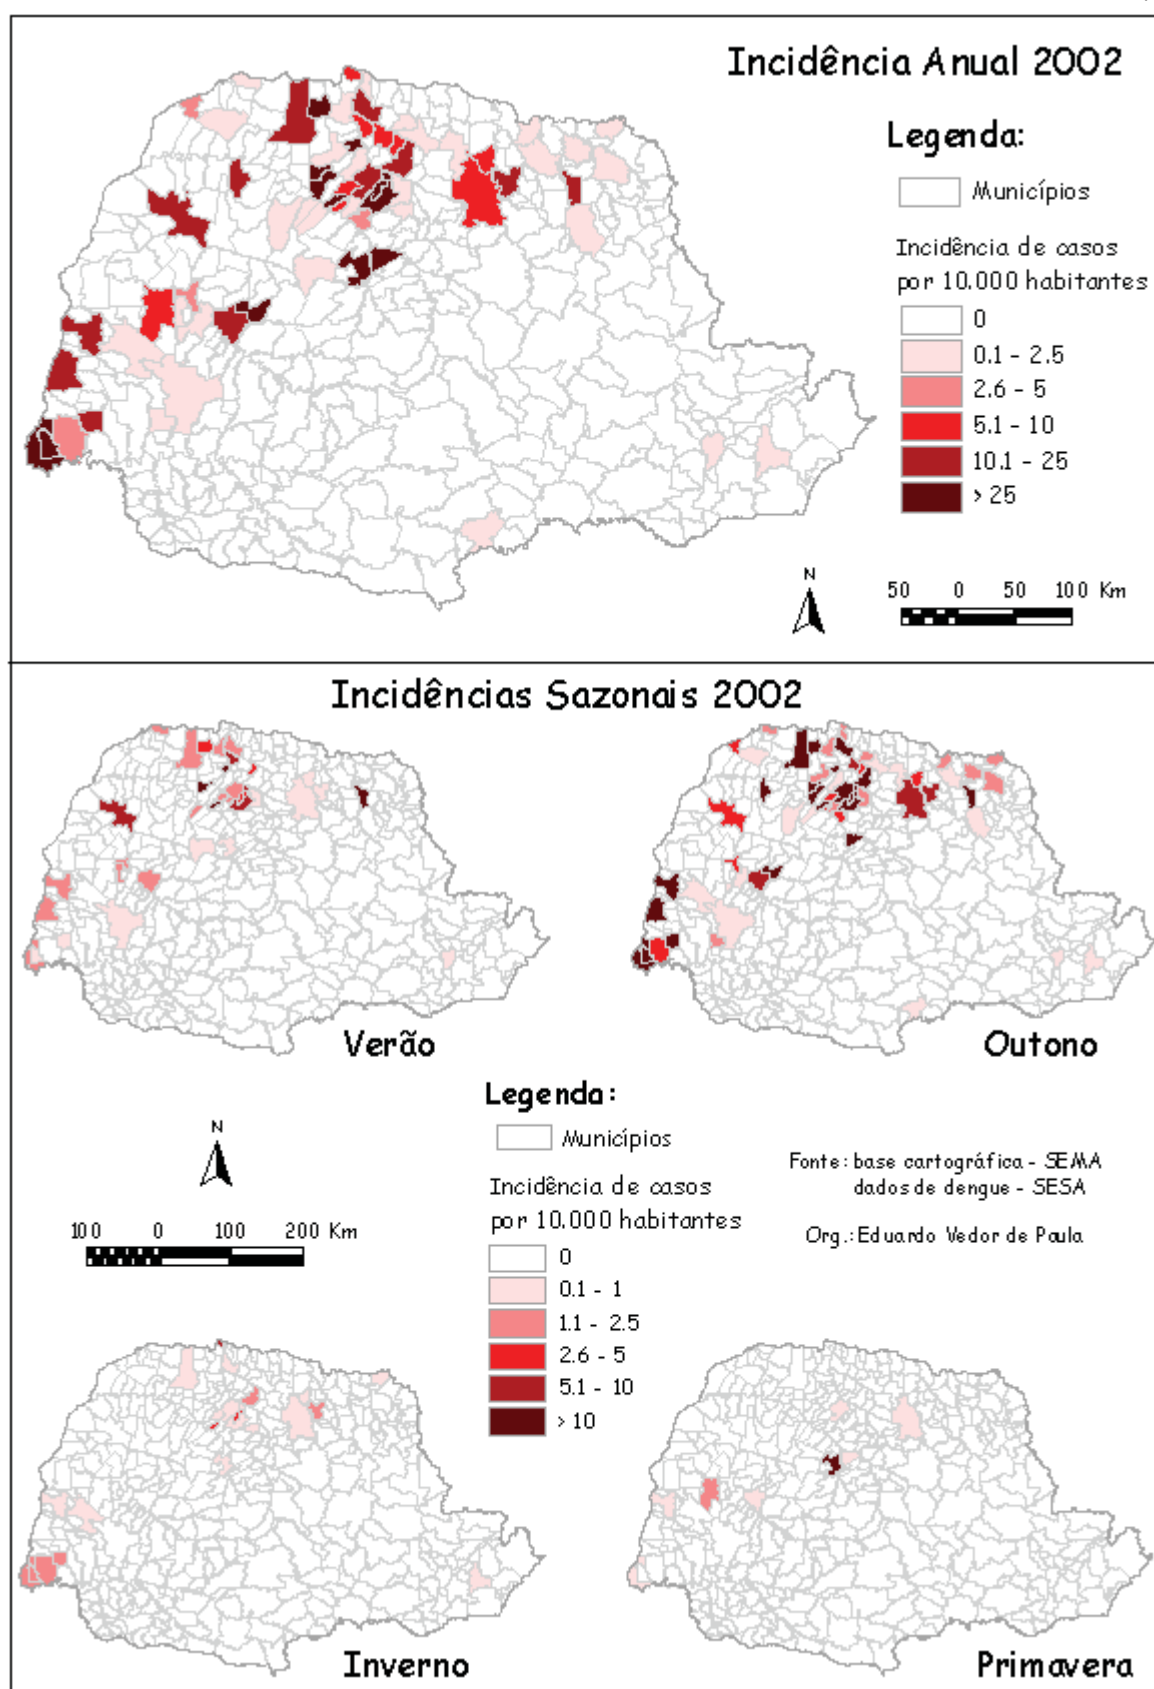 Incidência Anual 2002
Legenda:
Municípios
Incidência de casos
por 10.000 habitantes
0
0.1 - 2.5
2.6 - 5
5.1 - 10
10.1 - 25
> 25
N
50 0 50 100 Km
Incidências Sazonais 2002
Verão
Outono
Legenda:
Municípios
Incidência de casos
por 10.000 habitantes
0
0.1 - 1
1.1 - 2.5
2.6 - 5
5.1 - 10
> 10
N
100 0 100 200 Km
Fonte: base cartográfica - SEMA
dados de dengue - SESA
Org.: Eduardo Vedor de Paula
Inverno
Primavera